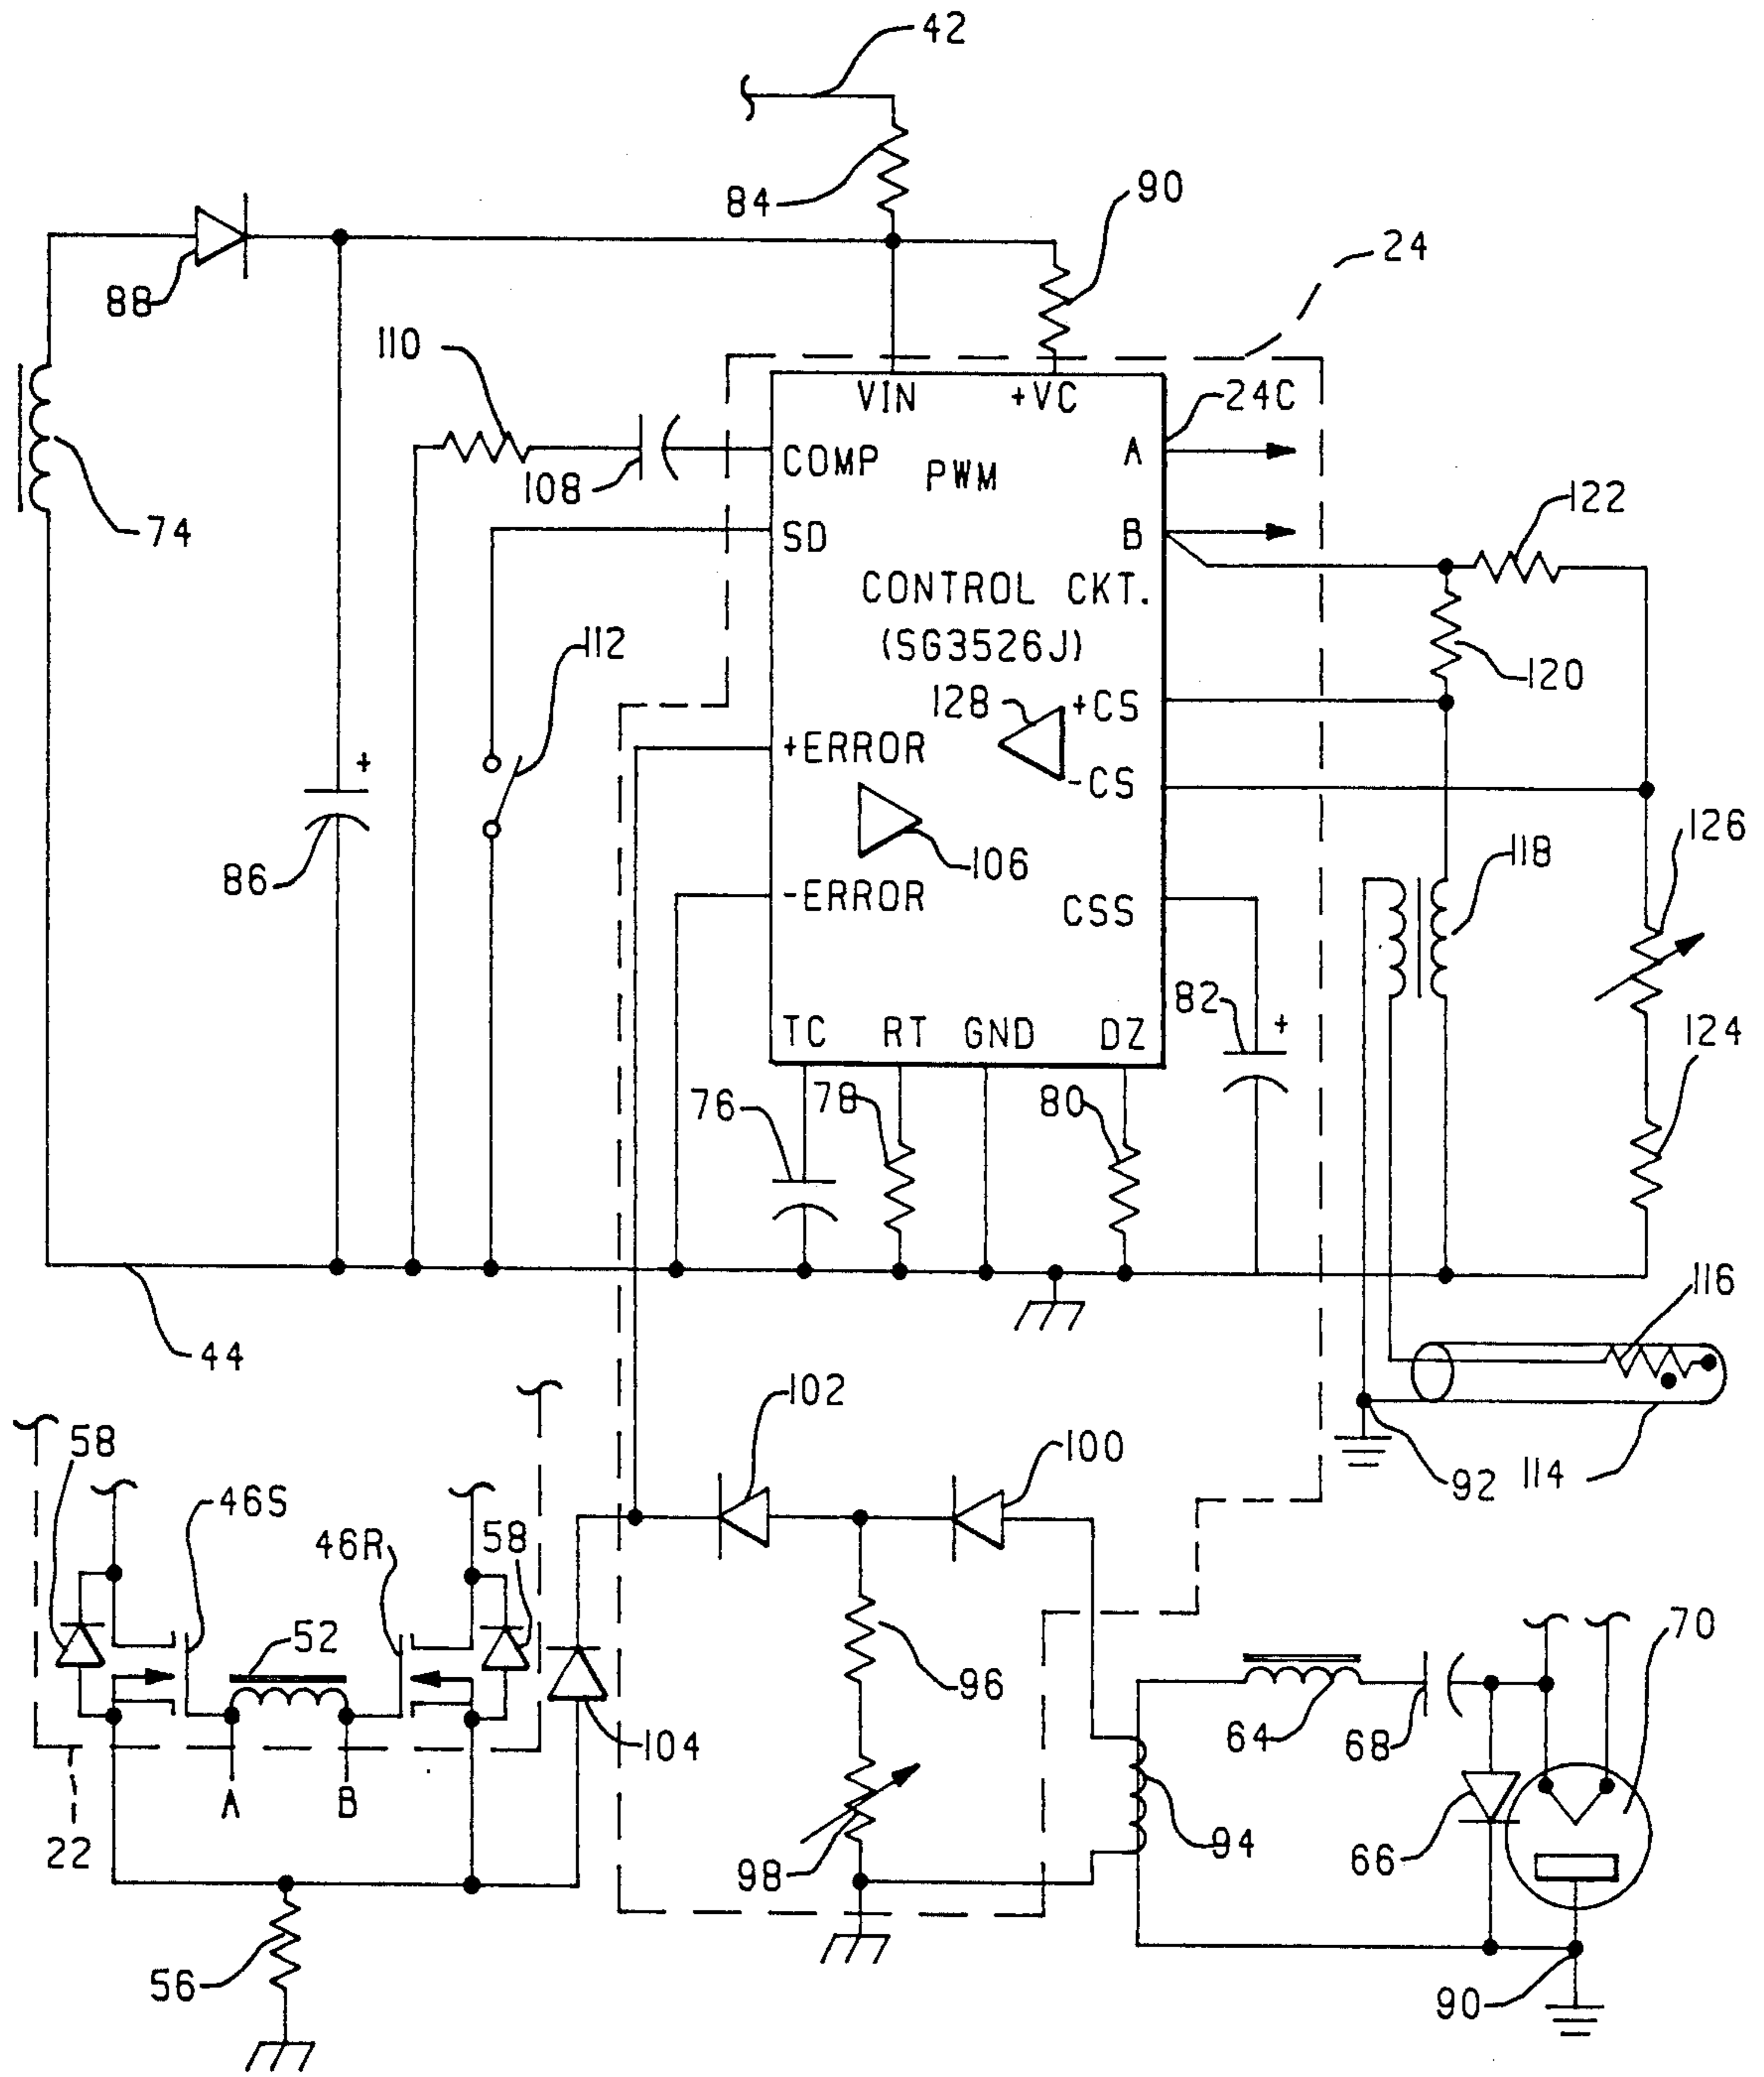 42
84
90
24
88
110
VIN
+VC
24C
COMP
PWM
A
108
122
74
SD
B
CONTROL CKT.
(SG3526J)
112
120
128
+CS
+ERROR
-CS
126
118
106
86
-ERROR
CSS
82
+
+
TC
RT
GND
DZ
124
76
78
80
116
44
102
58
100
46S
92
114
46R
58
70
52
96
64
68
104
A
B
94
22
98
66
56
90